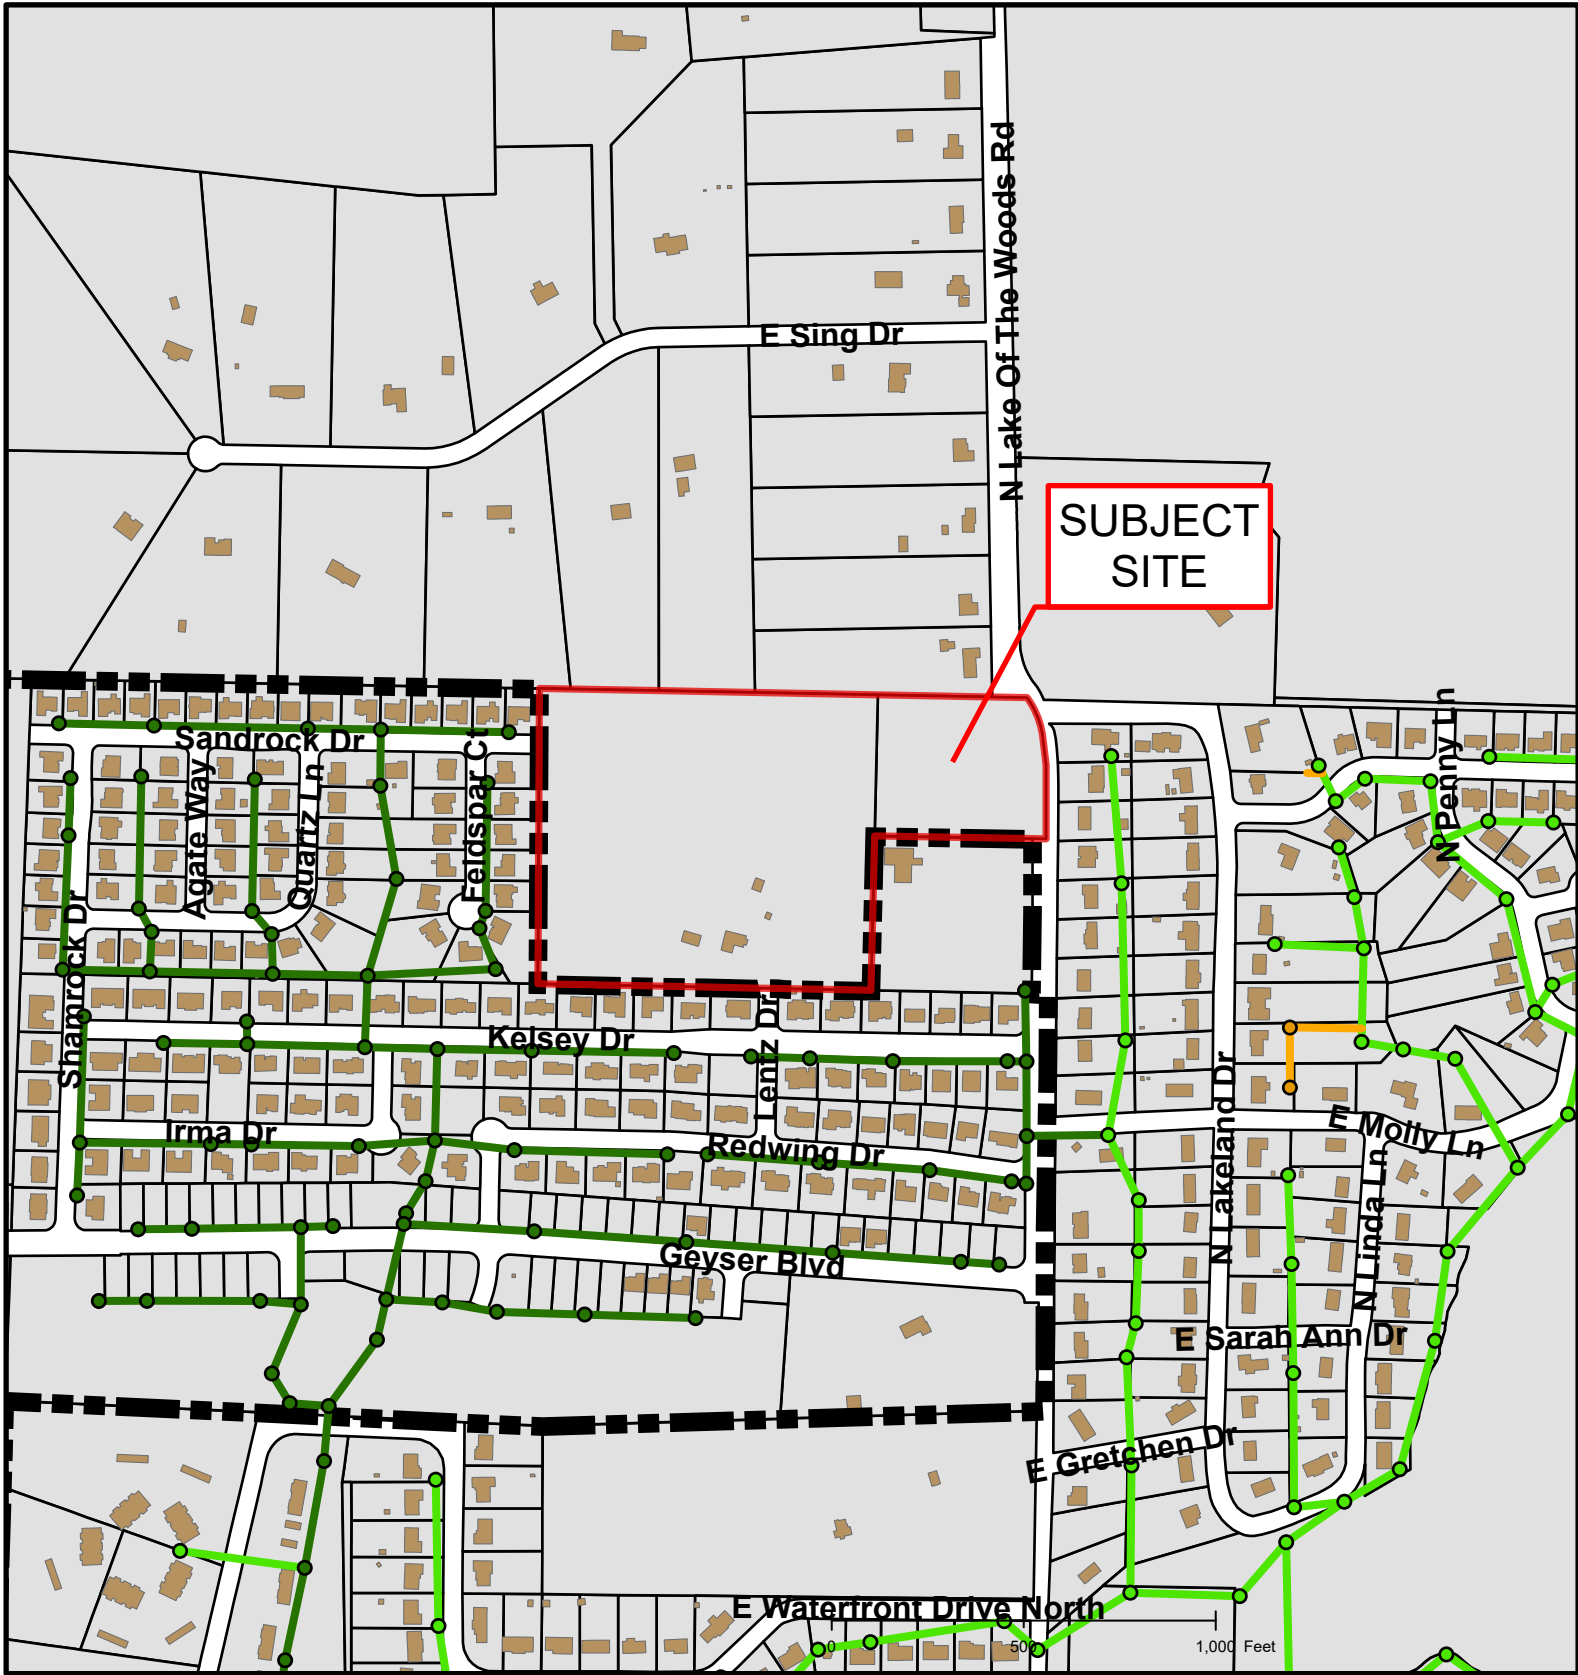 N Lake Of The Woods Rd
E Sing Dr
SUBJECT
SITE
Sandrock Dr
Feldspar Ct
Agate Way
Quartz Ln
N Penny Ln
Shamrock Dr
Kelsey Dr
Lentz Dr
Irma Dr
Redwing Dr
N Lakeland Dr
E Molly Ln
N Linda Ln
Geyser Blvd
E Sarah Ann Dr
E Gretchen Dr
E Waterfront Drive North
0 500 1,000 Feet